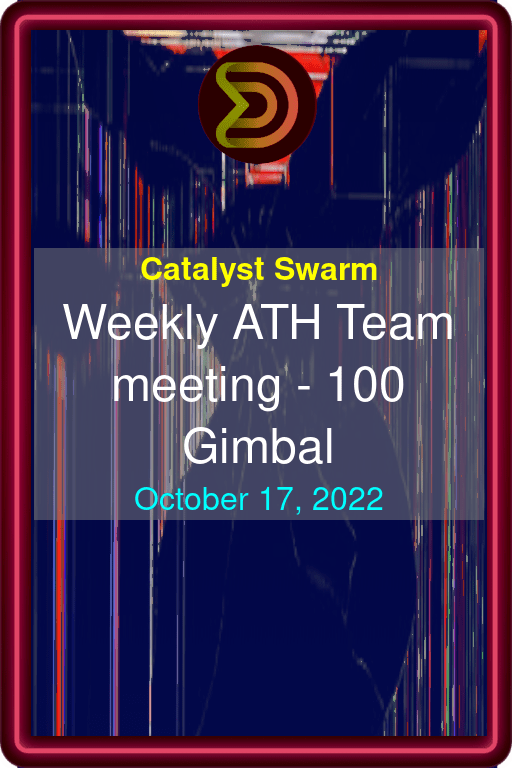 Catalyst Swarm
Weekly ATH Team
meeting - 100
Gimbal
October 17, 2022